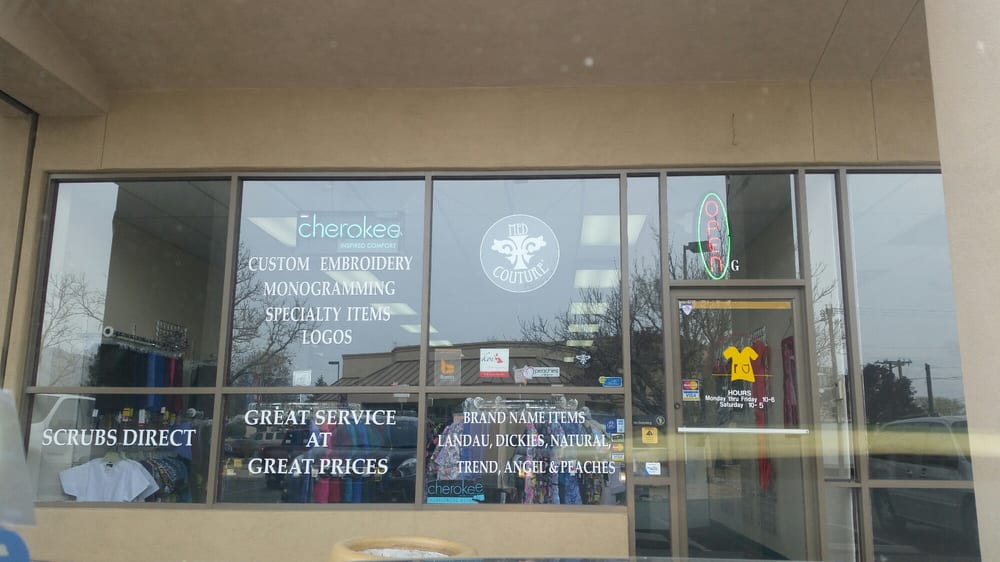 cherokee
INSPIRED COMFORT
CUSTOM EMBROIDERY
MONOGRAMMING
SPECIALTY ITEMS
LOGOS
MED
COUTURE
OPEN
G
SCRUBS DIRECT
GREAT SERVICE
AT
GREAT PRICES
peaches
BRAND NAME ITEMS
LANDAU, DICKIES, NATURAL,
TREND, ANGEL & PEACHES
cherokee
HOURS
Monday thru Friday 10-6
Saturday 10-5
VISA